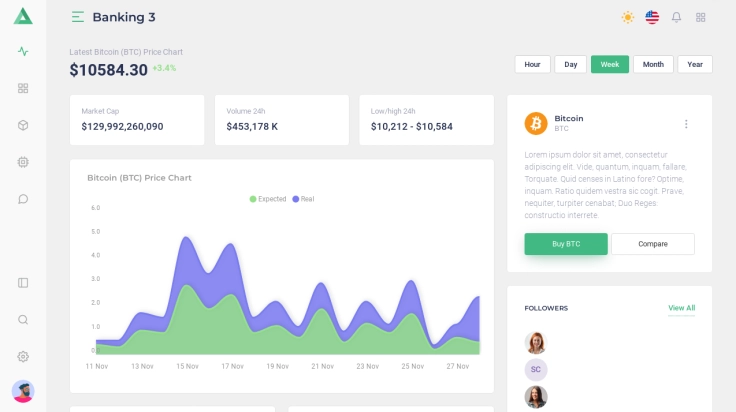 Banking 3
Latest Bitcoin (BTC) Price Chart
$10584.30 +3.4%
Hour Day Week Month Year
Market Cap
$129,992,260,090
Volume 24h
$453,178 K
Low/high 24h
$10,212 - $10,584
Bitcoin
BTC
Lorem ipsum dolor sit amet, consectetur
adipiscing elit. Vide, quantum, inquam, fallare,
Torquate. Quid censes in Latino fore? Optime,
inquam. Ratio quidem vestra sic cogit. Prave,
nequiter, turpiter cenabat; Duo Reges:
constructio interrete.
Buy BTC Compare
Bitcoin (BTC) Price Chart
Expected Real
6.0
5.0
4.0
3.0
2.0
1.0
11 Nov 13 Nov 15 Nov 17 Nov 19 Nov 21 Nov 23 Nov 25 Nov 27 Nov
FOLLOWERS View All
SC